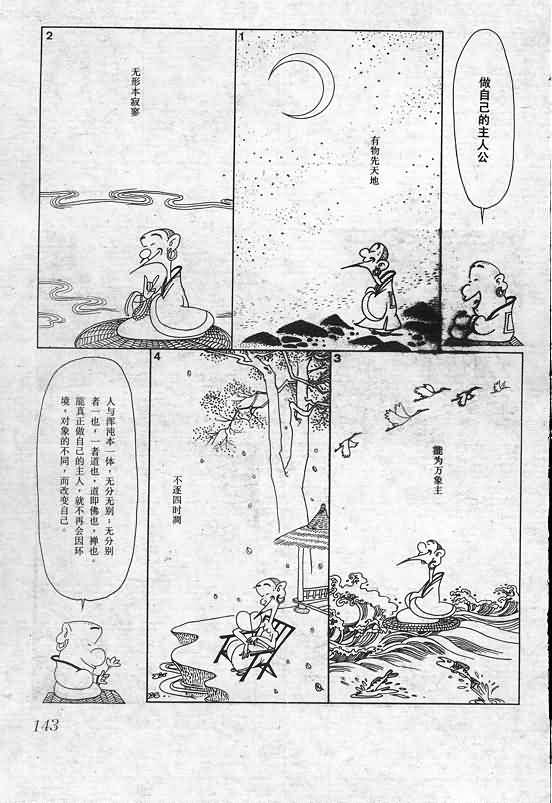 做自己的主人公
1
有物先天地
2
无形本寂寥
3
能为万象主
4
不逐四时凋
人与浑沌本一体，无分无别；无分别
者一也，一者道也，道即佛也，禅也。
能真正做自己的主人，就不再会因环
境，对象的不同，而改变自己。
143